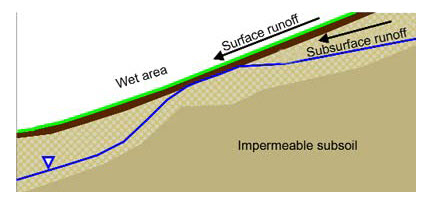 Surface runoff
Subsurface runoff
Wet area
Impermeable subsoil